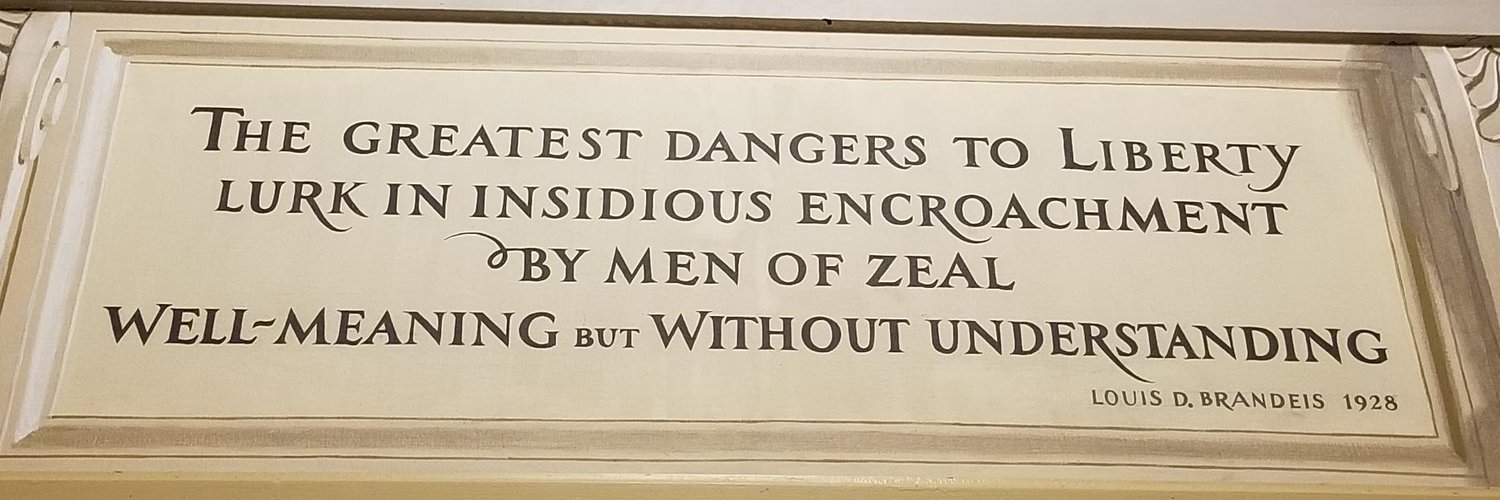 The greatest dangers to Liberty
lurk in insidious encroachment
by men of zeal
Well-meaning but Without understanding
Louis D. Brandeis 1928